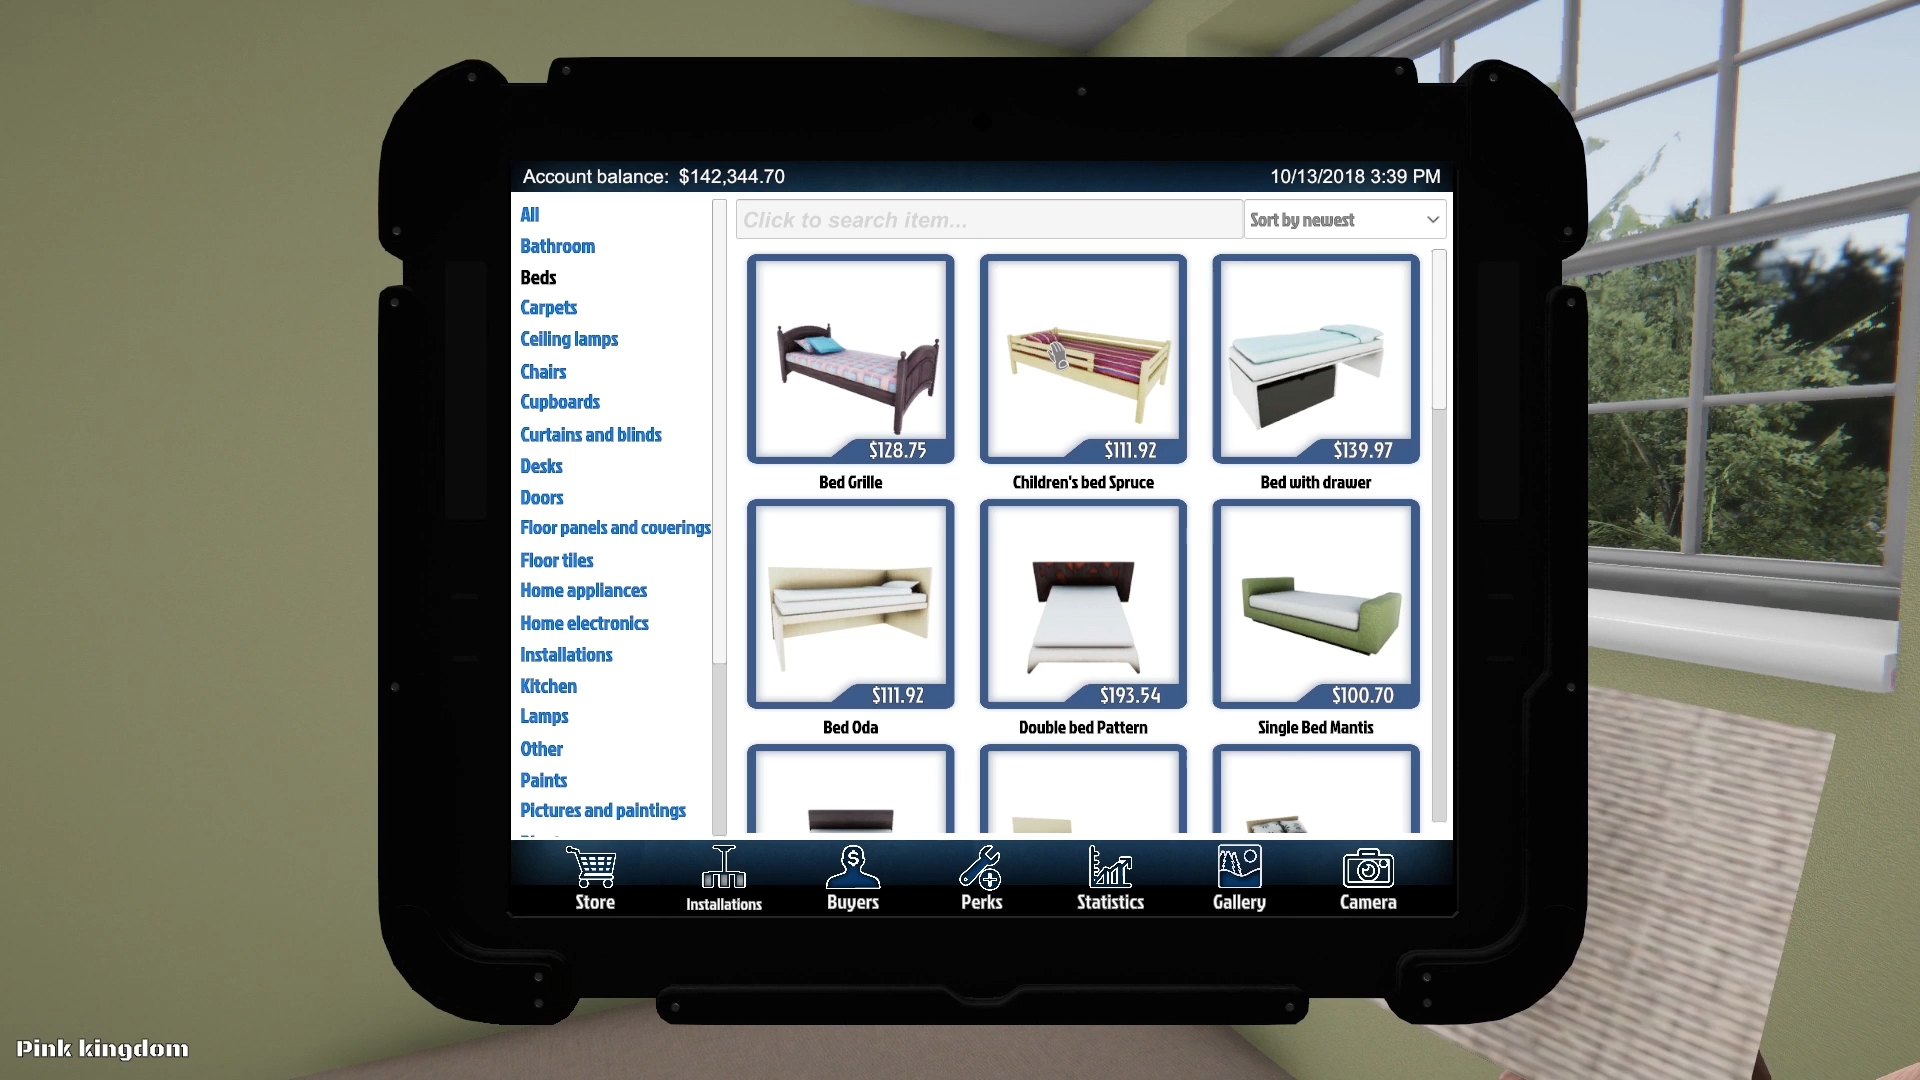 Account balance: $142,344.70
10/13/2018 3:39 PM
All
Bathroom
Beds
Carpets
Ceiling lamps
Chairs
Cupboards
Curtains and blinds
Desks
Doors
Floor panels and coverings
Floor tiles
Home appliances
Home electronics
Installations
Kitchen
Lamps
Other
Paints
Pictures and paintings
Click to search item...
Sort by newest
$128.75
$111.92
$139.97
Bed Grille
Children's bed Spruce
Bed with drawer
$111.92
$193.54
$100.70
Bed Oda
Double bed Pattern
Single Bed Mantis
Store
Installations
Buyers
Perks
Statistics
Gallery
Camera
Pink kingdom